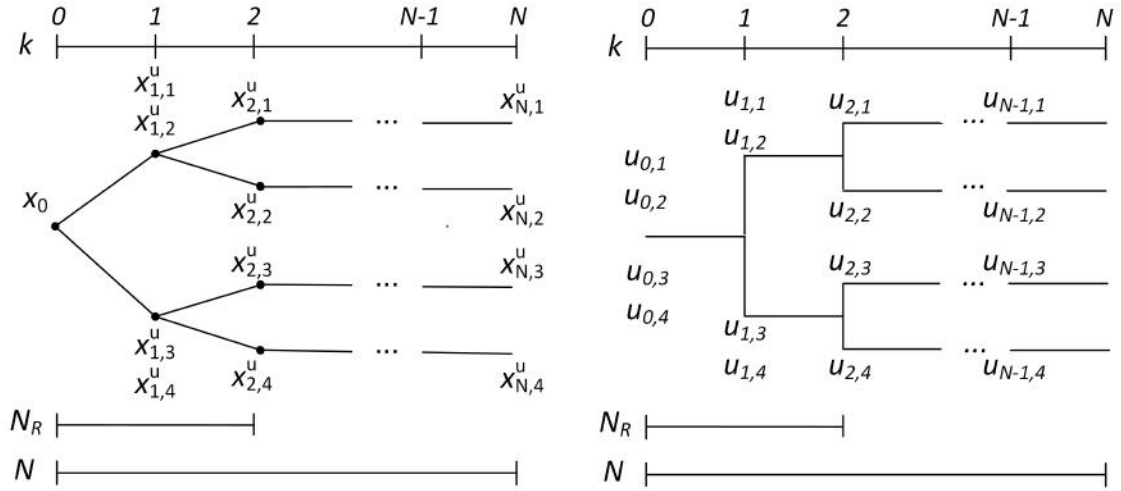 0 1 2 N-1 N
k
x^u_{1,1}
x^u_{1,2}
x^u_{2,1}
x^u_{N,1}
...
x_0
...
x^u_{2,2}
x^u_{N,2}
x^u_{2,3}
x^u_{N,3}
...
x^u_{1,3}
x^u_{1,4}
...
x^u_{2,4}
x^u_{N,4}
N_R
N
0 1 2 N-1 N
k
u_{1,1}
u_{1,2}
u_{2,1}
u_{N-1,1}
...
u_{0,1}
u_{0,2}
...
u_{2,2}
u_{N-1,2}
u_{0,3}
u_{0,4}
u_{2,3}
u_{N-1,3}
...
u_{1,3}
u_{1,4}
...
u_{2,4}
u_{N-1,4}
N_R
N